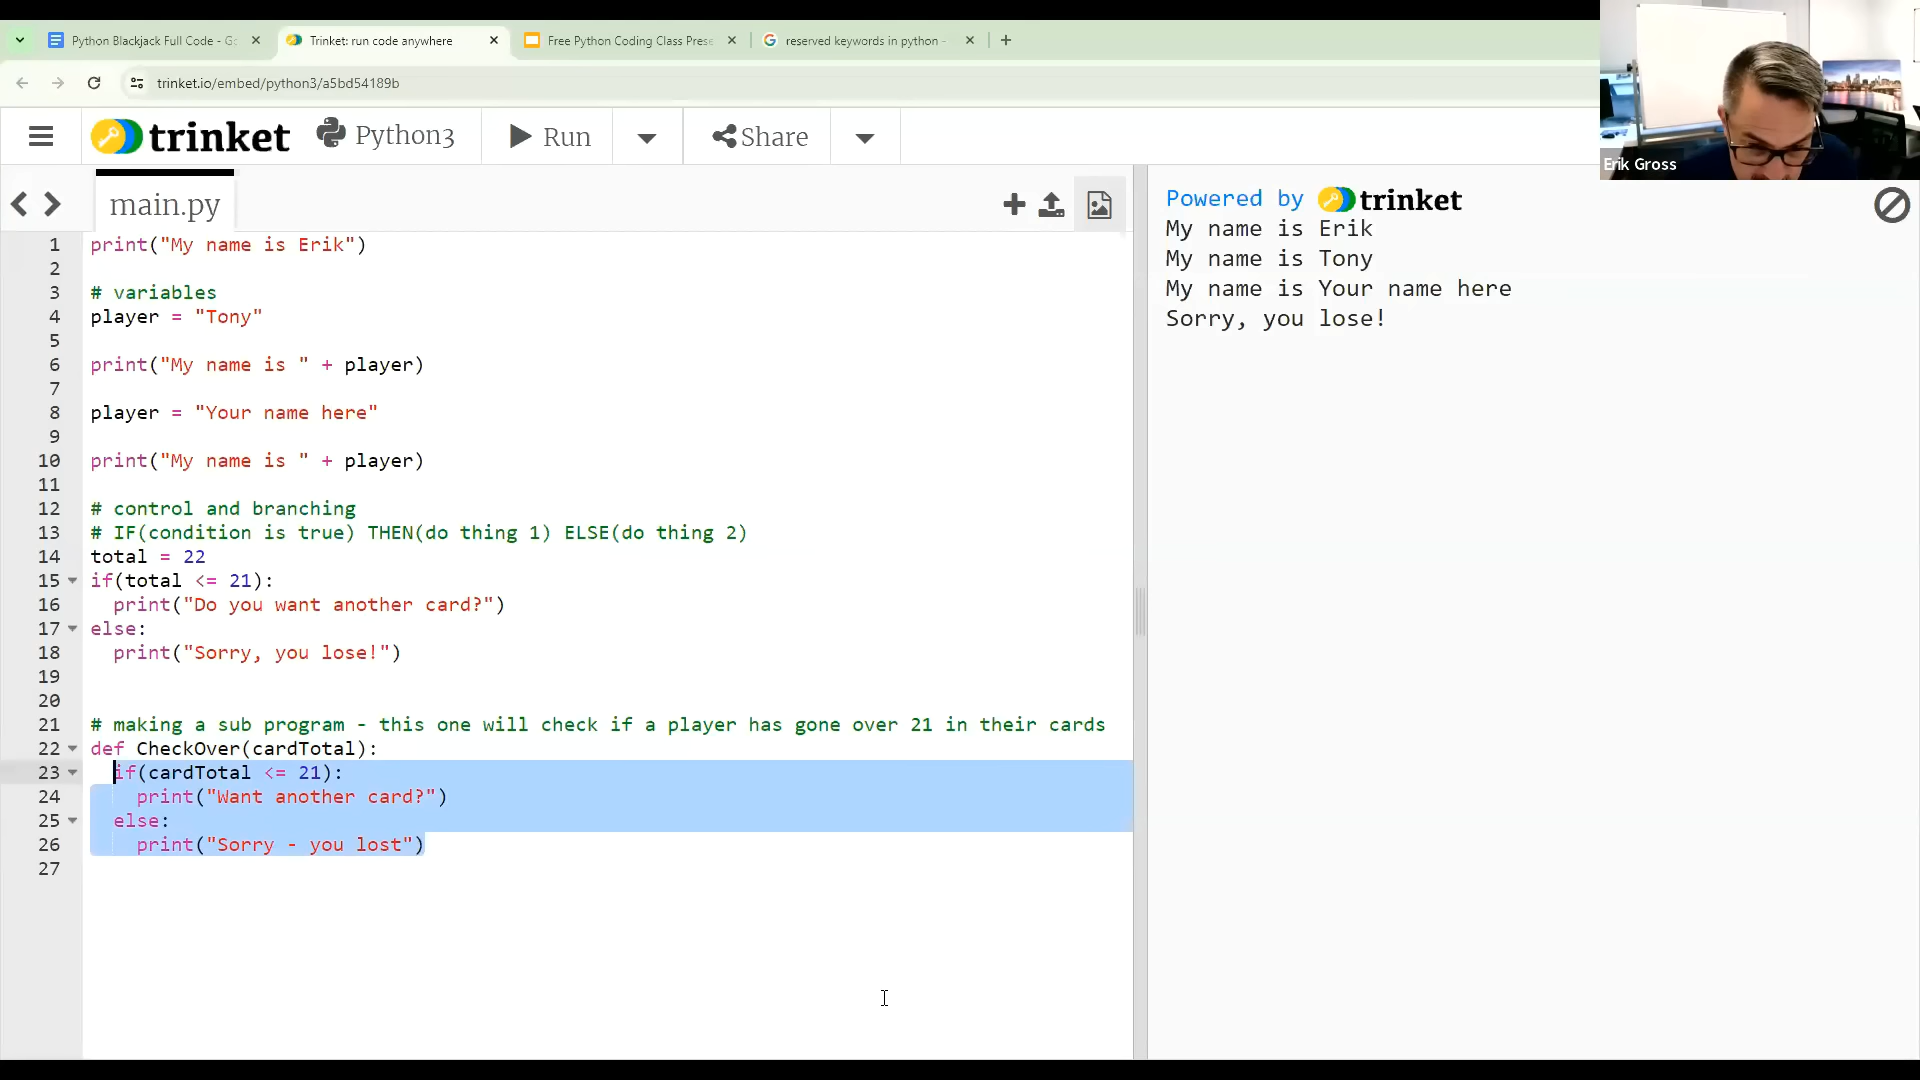 Python Blackjack Full Code - Go
Trinket: run code anywhere
Free Python Coding Class Prese
reserved keywords in python -
trinket.io/embed/python3/a5bd54189b
trinket
Python3
Run
Share
main.py
1 print("My name is Erik")
2
3 # variables
4 player = "Tony"
5
6 print("My name is " + player)
7
8 player = "Your name here"
9
10 print("My name is " + player)
11
12 # control and branching
13 # IF(condition is true) THEN(do thing 1) ELSE(do thing 2)
14 total = 22
15 if(total <= 21):
16 print("Do you want another card?")
17 else:
18 print("Sorry, you lose!")
19
20
21 # making a sub program - this one will check if a player has gone over 21 in their cards
22 def CheckOver(cardTotal):
23 if(cardTotal <= 21):
24 print("Want another card?")
25 else:
26 print("Sorry - you lost")
27
Powered by trinket
My name is Erik
My name is Tony
My name is Your name here
Sorry, you lose!
Erik Gross